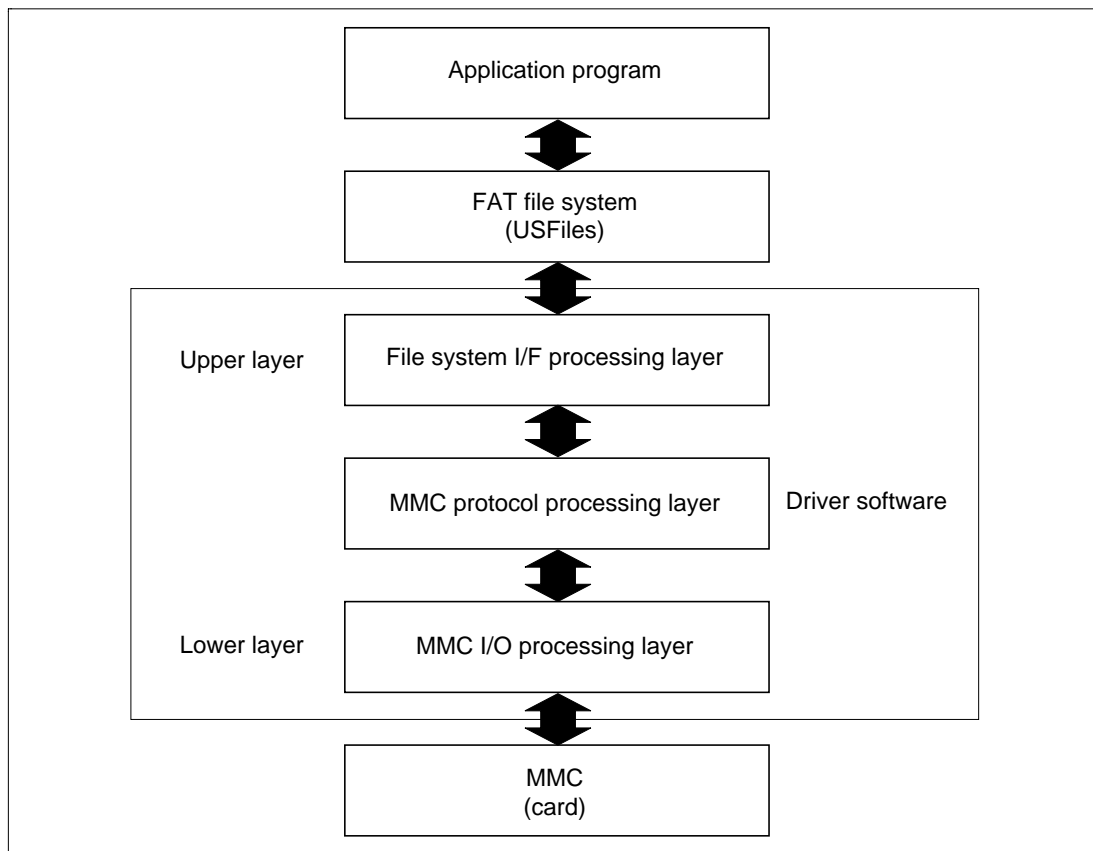 Application program
FAT file system
(USFiles)
Upper layer
File system I/F processing layer
MMC protocol processing layer
Driver software
Lower layer
MMC I/O processing layer
MMC
(card)